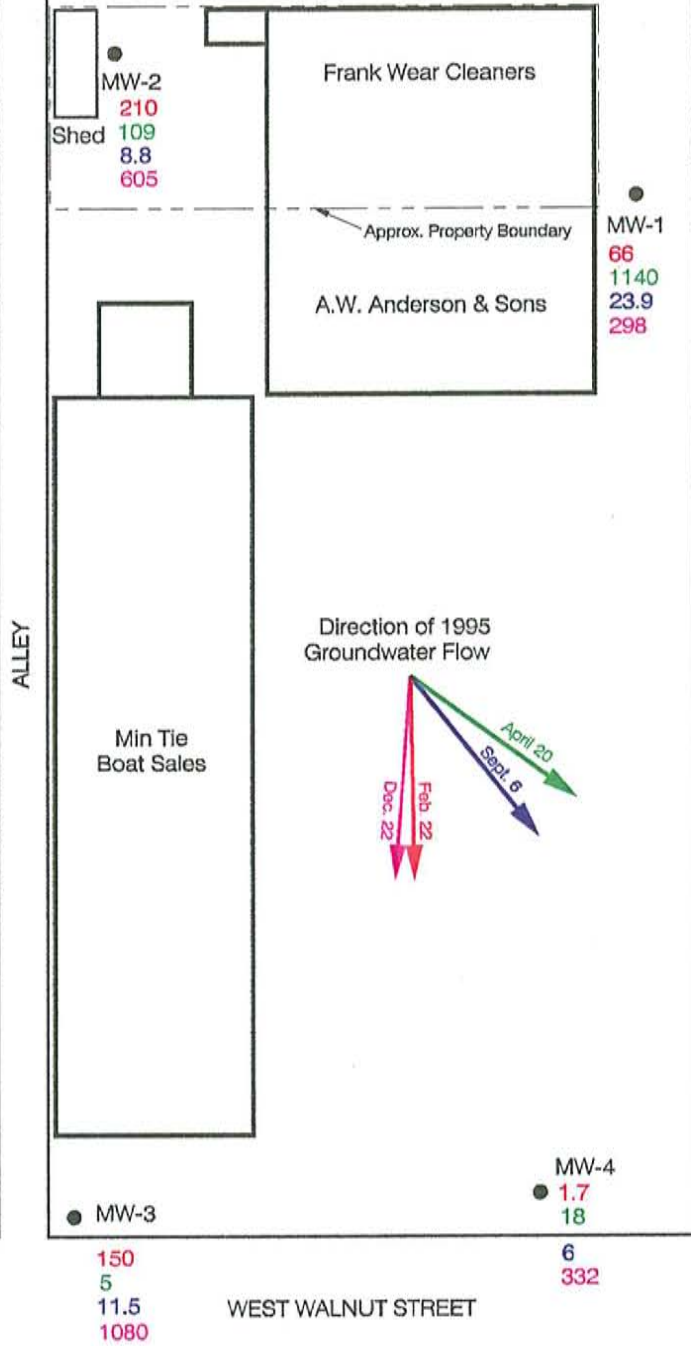 MW-2
210
109
8.8
605
Shed
Frank Wear Cleaners
Approx. Property Boundary
MW-1
66
1140
23.9
298
A.W. Anderson & Sons
ALLEY
Min Tie
Boat Sales
Direction of 1995
Groundwater Flow
April 20
Sept. 6
Feb. 22
Dec. 22
MW-3
150
5
11.5
1080
MW-4
1.7
18
6
332
WEST WALNUT STREET